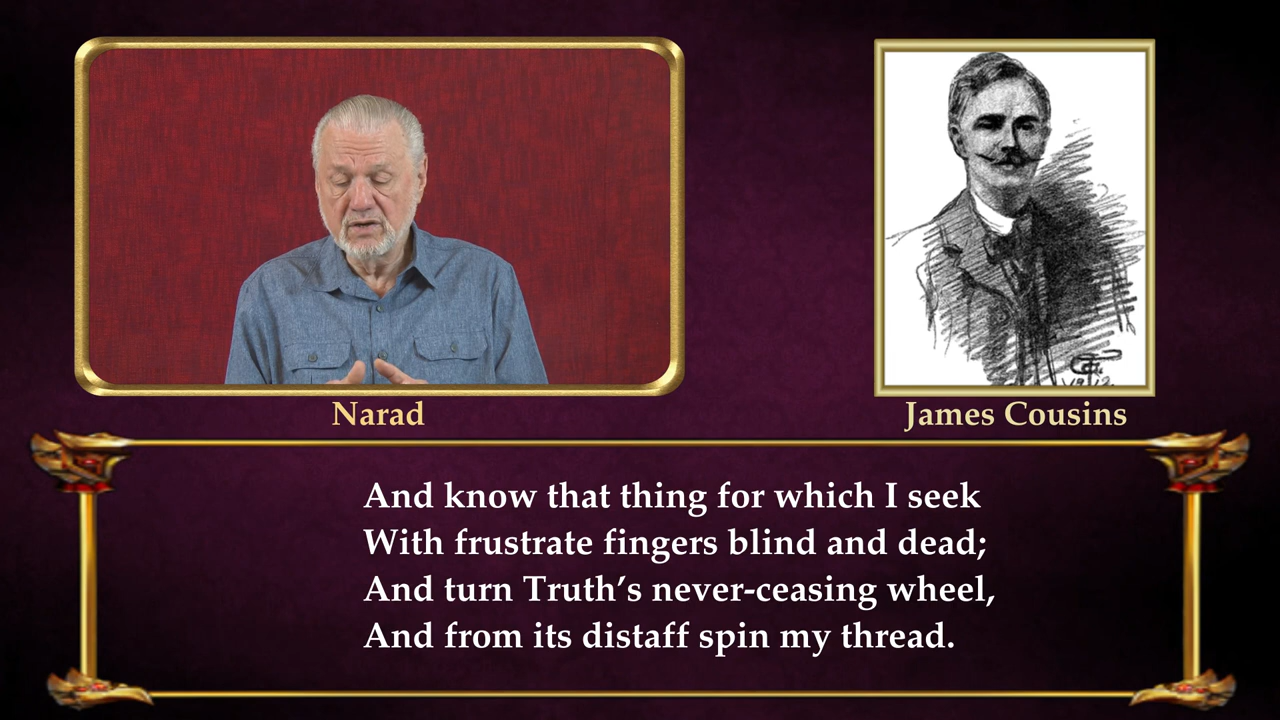 Narad
James Cousins
And know that thing for which I seek
With frustrate fingers blind and dead;
And turn Truth’s never-ceasing wheel,
And from its distaff spin my thread.